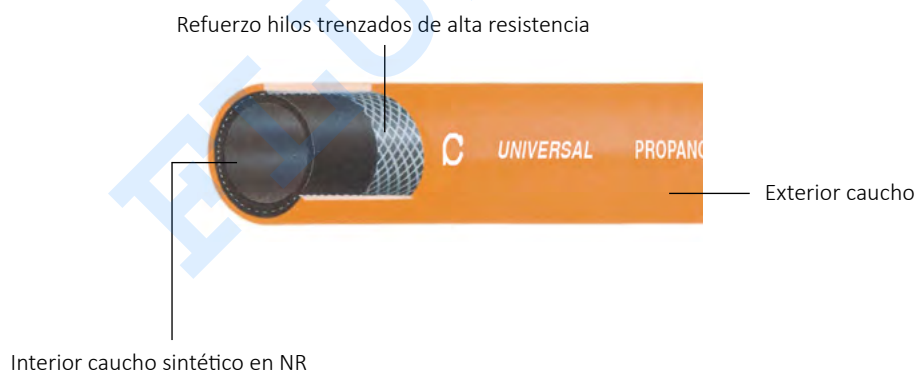 Refuerzo hilos trenzados de alta resistencia
C UNIVERSAL PROPANO
Exterior caucho
Interior caucho sintético en NR